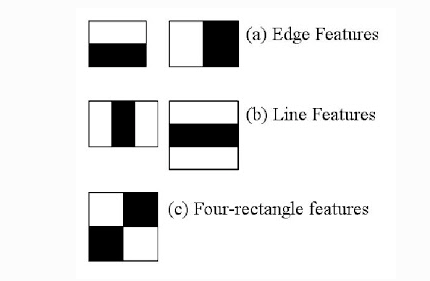 (a) Edge Features
(b) Line Features
(c) Four-rectangle features